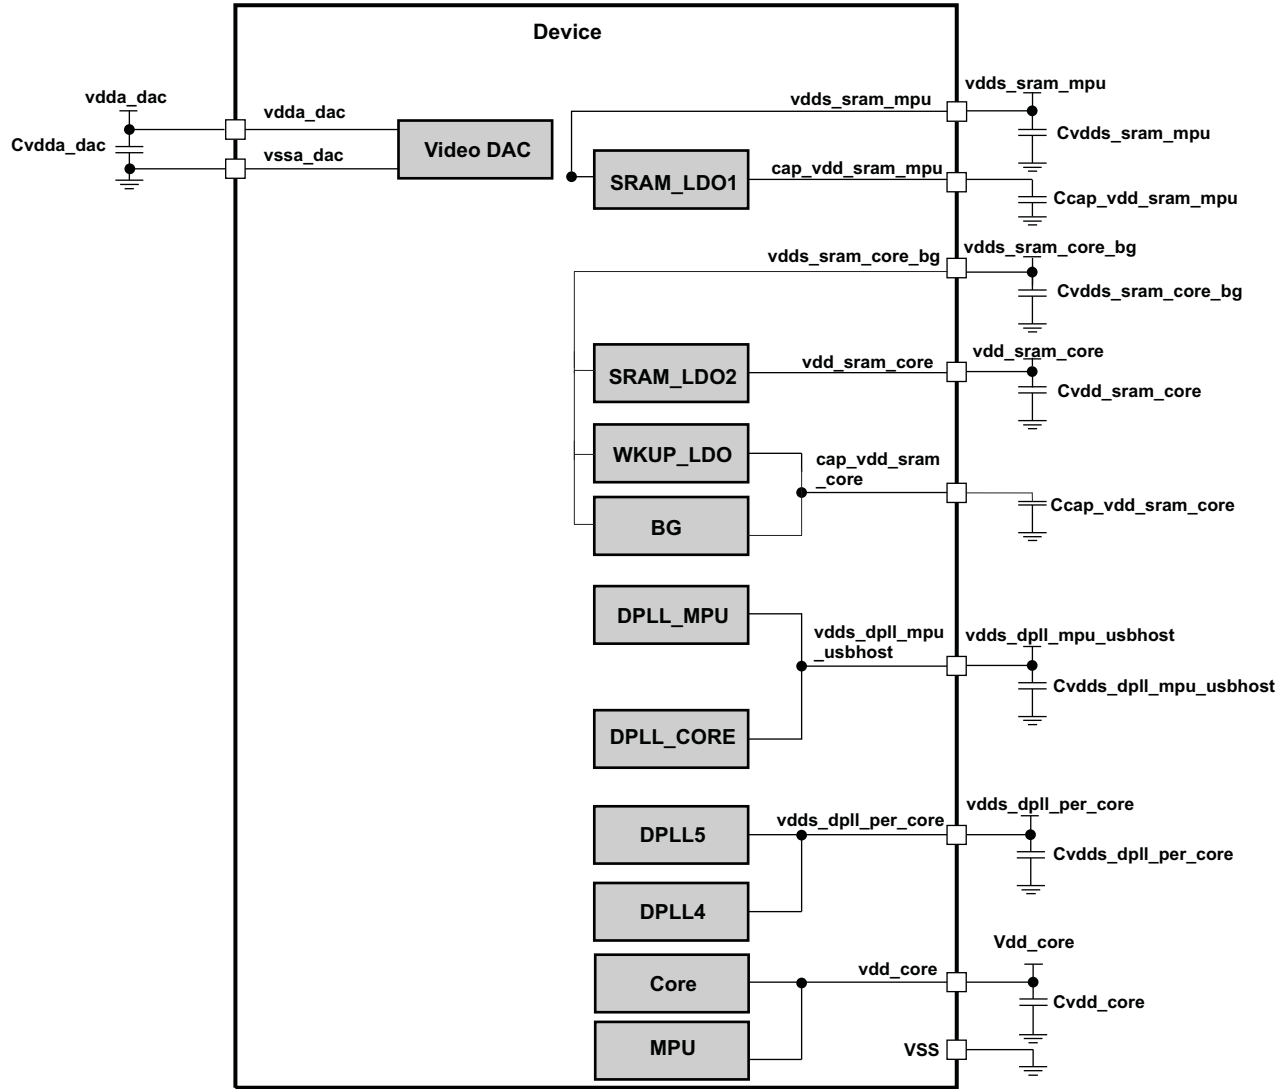 Device
vdda_dac
vdda_dac
Cvdda_dac
vssa_dac
Video DAC
vdds_sram_mpu
vdds_sram_mpu
Cvdds_sram_mpu
SRAM_LDO1
cap_vdd_sram_mpu
Ccap_vdd_sram_mpu
vdds_sram_core_bg
vdds_sram_core_bg
Cvdds_sram_core_bg
SRAM_LDO2
vdd_sram_core
vdd_sram_core
Cvdd_sram_core
WKUP_LDO
cap_vdd_sram
_core
Ccap_vdd_sram_core
BG
DPLL_MPU
vdds_dpll_mpu
_usbhost
vdds_dpll_mpu_usbhost
Cvdds_dpll_mpu_usbhost
DPLL_CORE
DPLL5
vdds_dpll_per_core
vdds_dpll_per_core
Cvdds_dpll_per_core
DPLL4
Core
vdd_core
Vdd_core
Cvdd_core
MPU
VSS